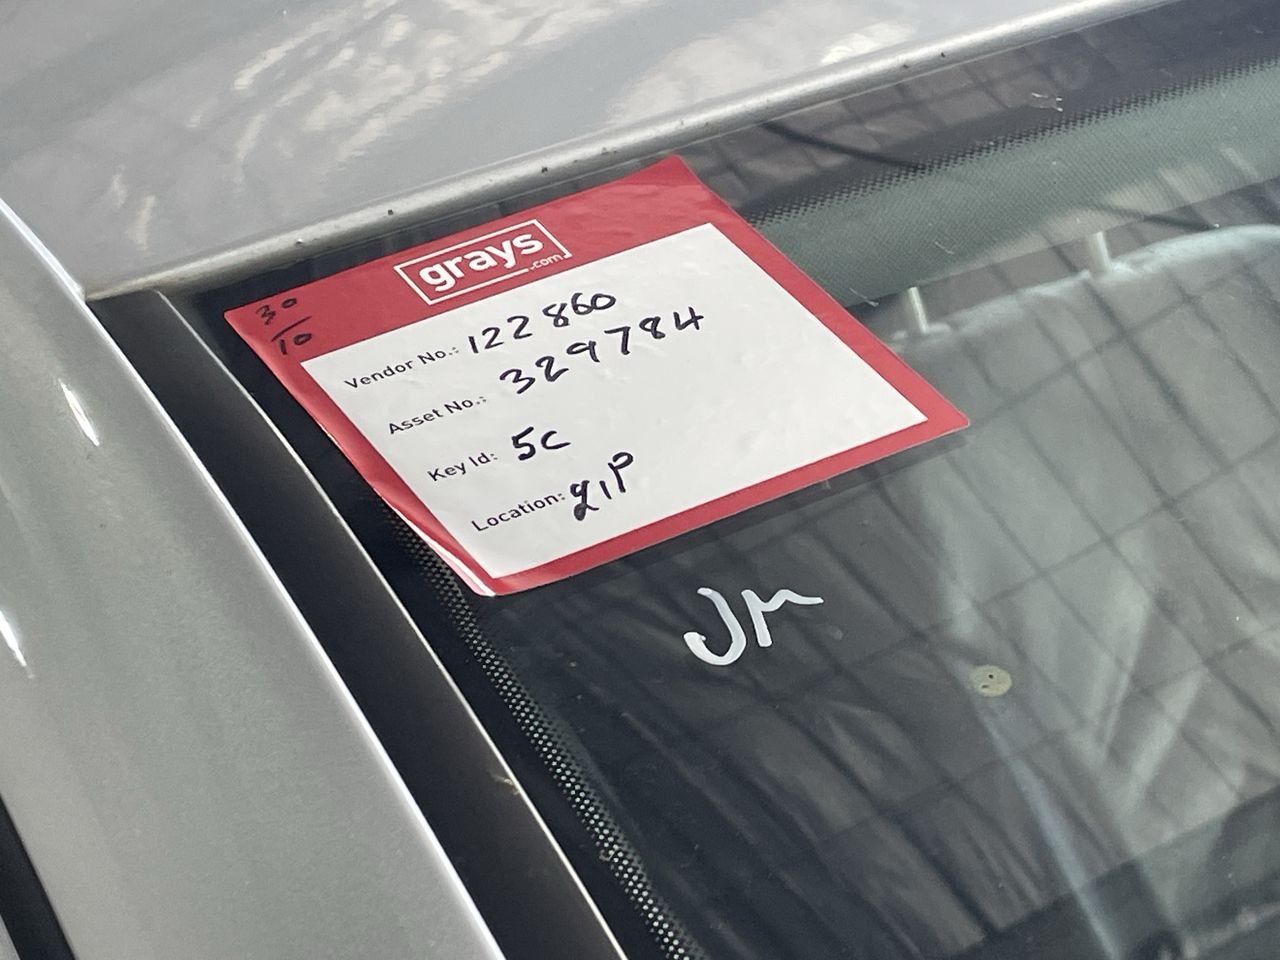 grays
.com
30
10
Vendor No.: 122860
Asset No.: 329784
Key Id: 5C
Location: 21P
JM